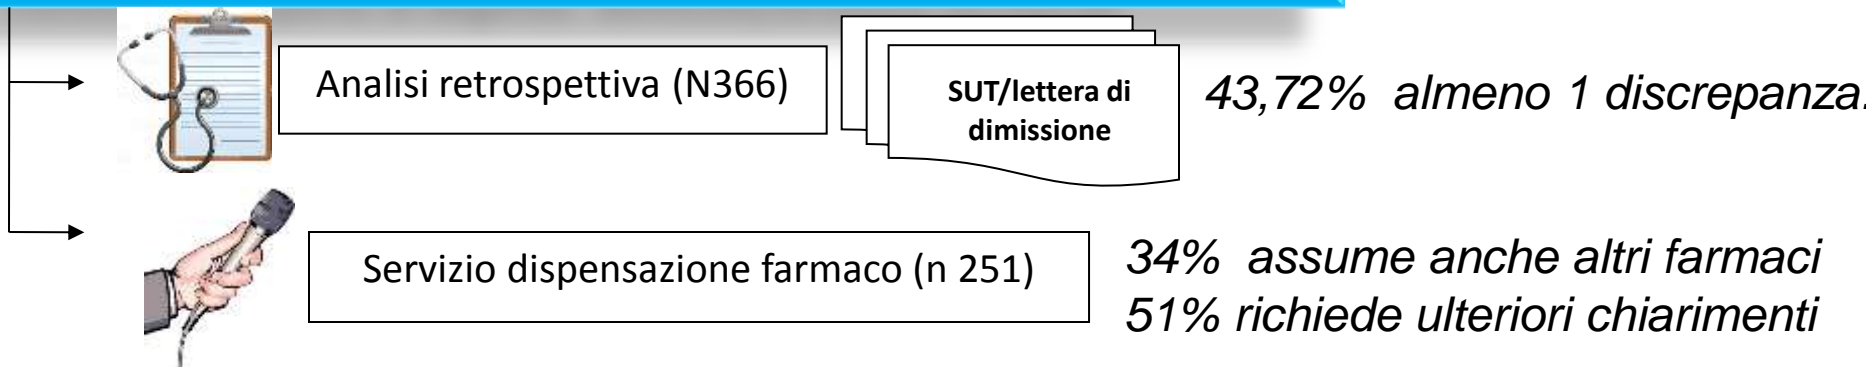 Analisi retrospettiva (N366)
SUT/lettera di
dimissione
43,72% almeno 1 discrepanza.
Servizio dispensazione farmaco (n 251)
34% assume anche altri farmaci
51% richiede ulteriori chiarimenti